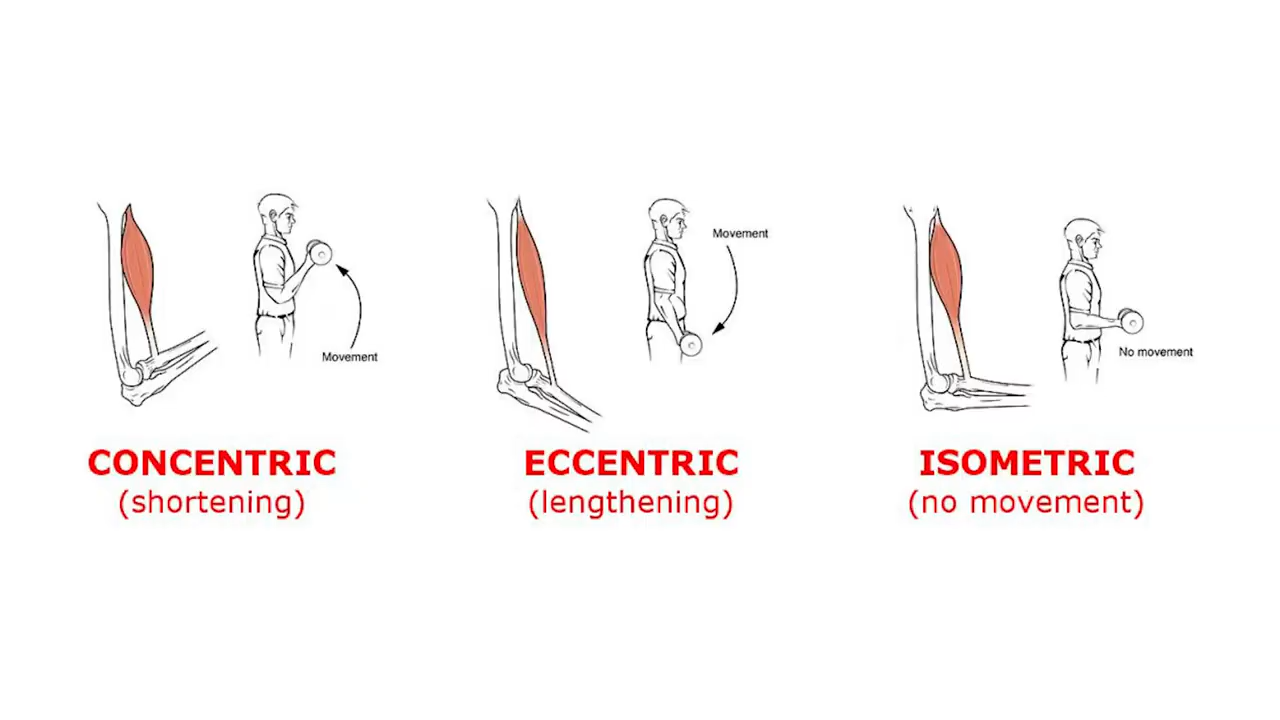 Movement
CONCENTRIC
(shortening)
Movement
ECCENTRIC
(lengthening)
No movement
ISOMETRIC
(no movement)